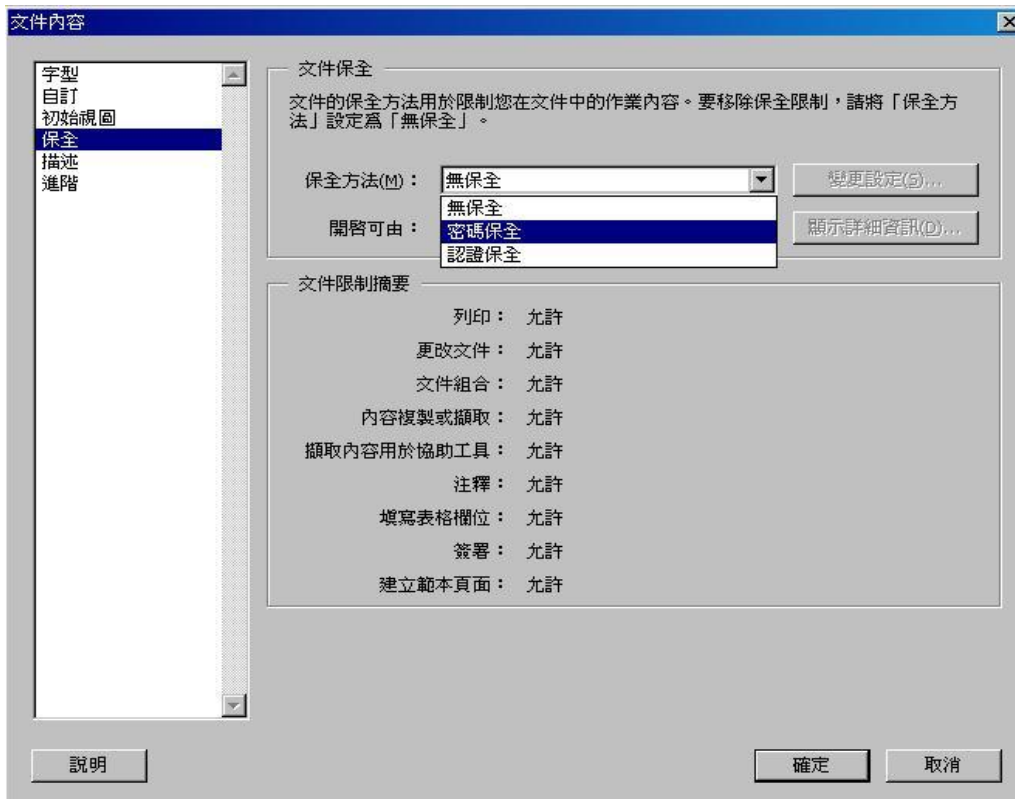 文件內容
字型
自訂
初始視圖
保全
描述
進階
文件保全
文件的保全方法用於限制您在文件中的作業內容。要移除保全限制，請將「保全方
法」設定爲「無保全」。
保全方法(M)： 無保全 變更設定(S)...
無保全
開啓可由： 密碼保全 顯示詳細資訊(D)...
認證保全
文件限制摘要
列印： 允許
更改文件： 允許
文件組合： 允許
內容複製或擷取： 允許
擷取內容用於協助工具： 允許
注釋： 允許
填寫表格欄位： 允許
簽署： 允許
建立範本頁面： 允許
說明 確定 取消